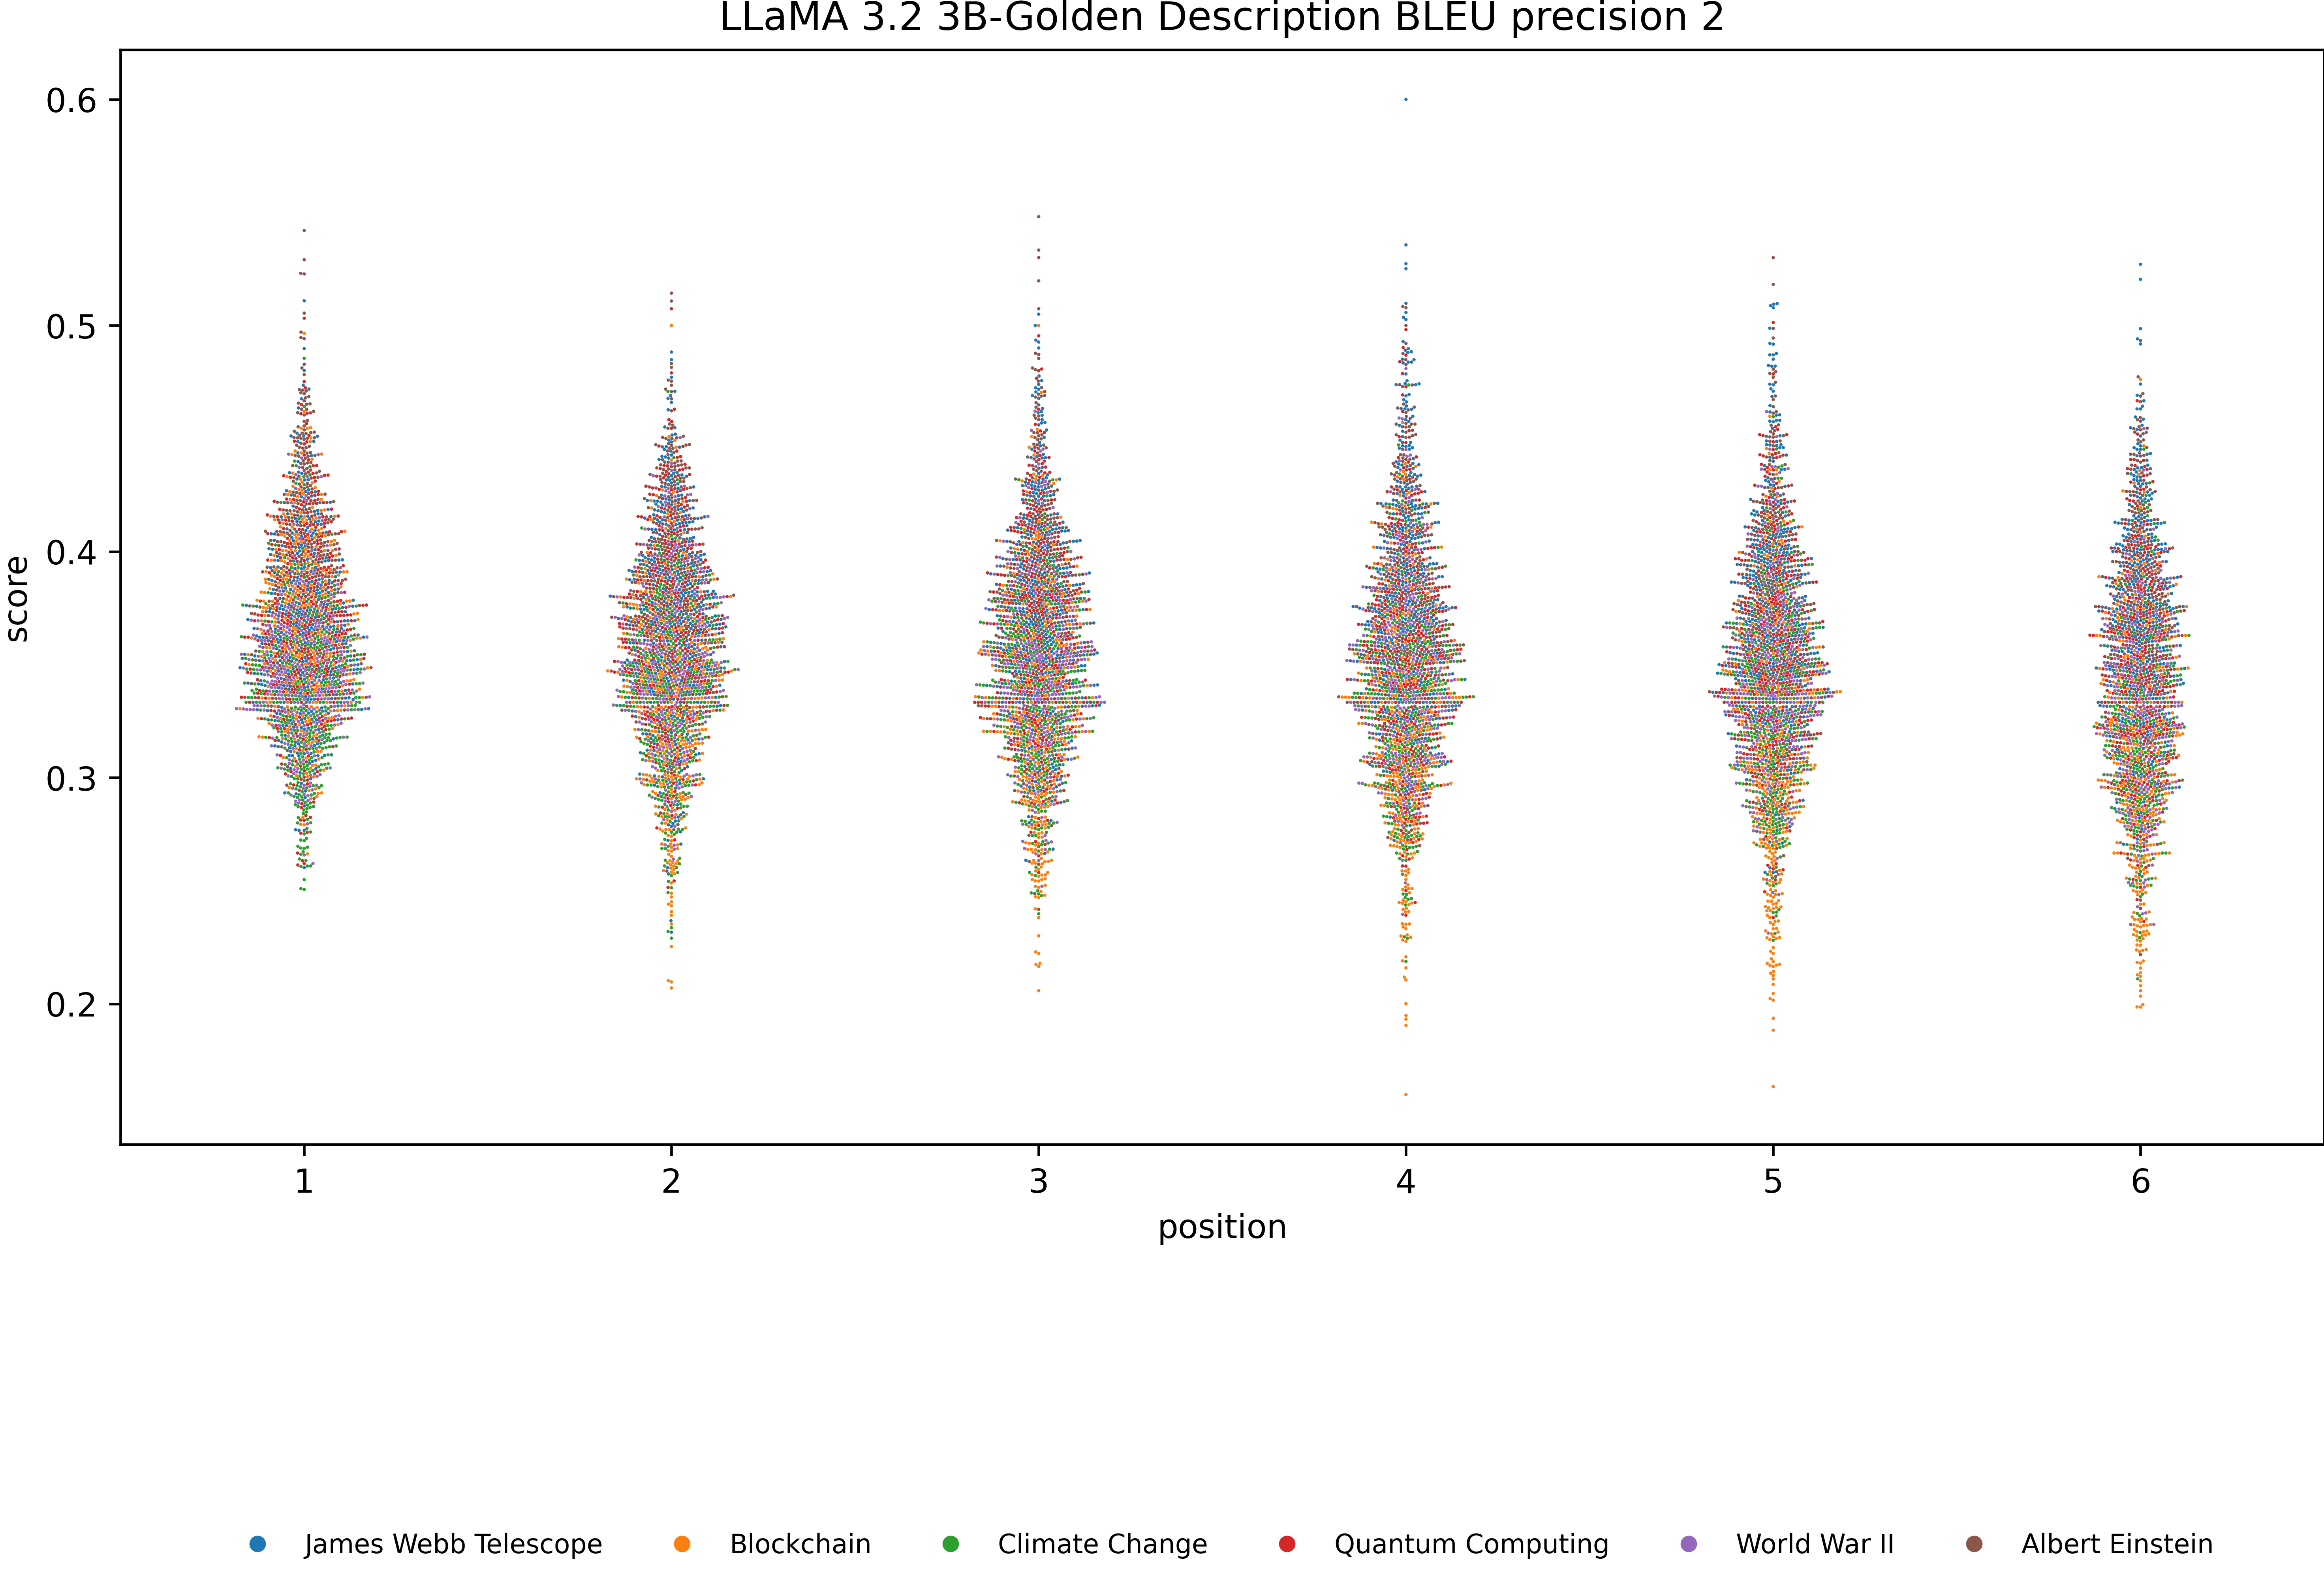 LLaMA 3.2 3B-Golden Description BLEU precision 2
0.6
0.5
0.4
0.3
0.2
score
1 2 3 4 5 6
position
James Webb Telescope Blockchain Climate Change Quantum Computing World War II Albert Einstein